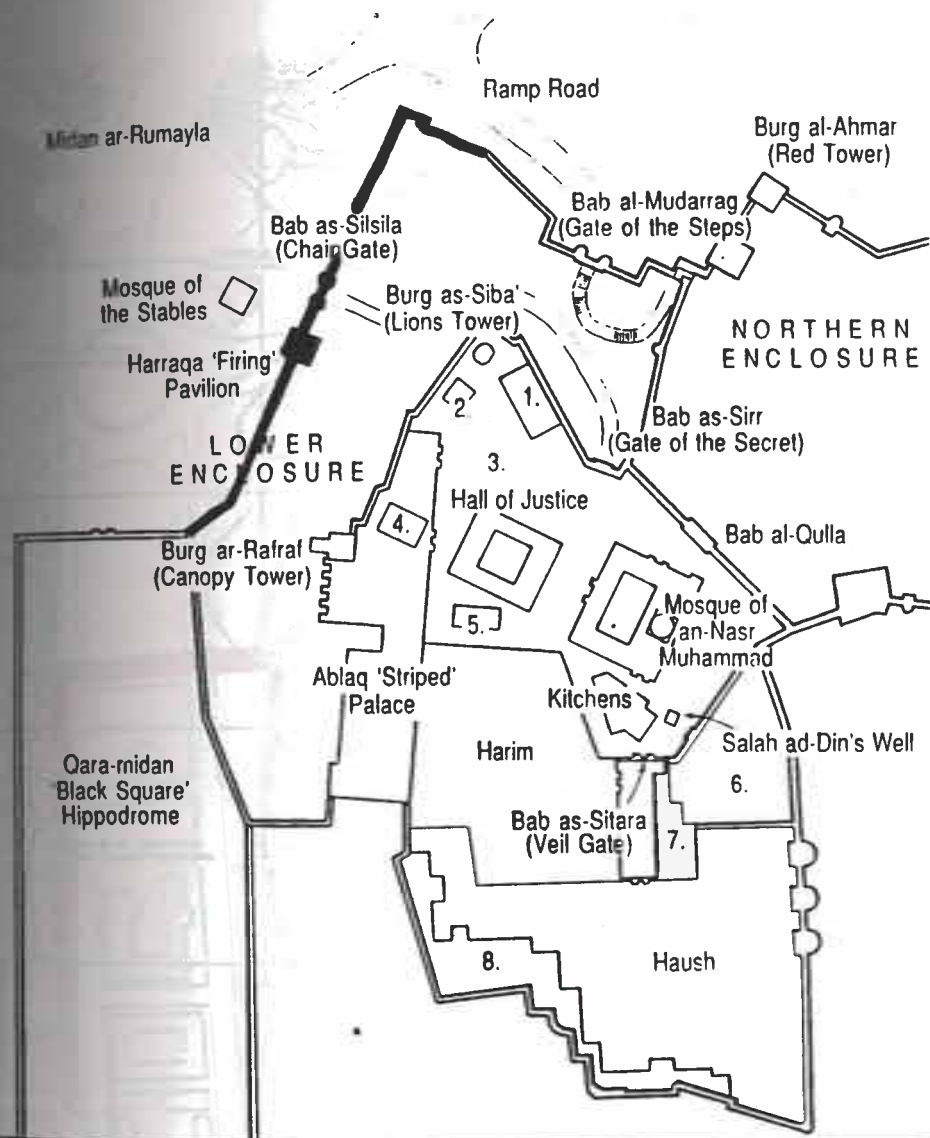 Ramp Road
Midan ar-Rumayla
Burg al-Ahmar
(Red Tower)
Bab al-Mudarrag
(Gate of the Steps)
Bab as-Silsila
(Chain Gate)
Mosque of
the Stables
Burg as-Siba'
(Lions Tower)
NORTHERN
ENCLOSURE
Harraqa 'Firing'
Pavilion
1.
2.
Bab as-Sirr
(Gate of the Secret)
LOWER
ENCLOSURE
3.
Hall of Justice
4.
Bab al-Qulla
Burg ar-Rafraf
(Canopy Tower)
5.
Mosque of
an-Nasr
Muhammad
Ablaq 'Striped'
Palace
Kitchens
Salah ad-Din's Well
Harim
6.
Qara-midan
'Black Square'
Hippodrome
Bab as-Sitara
(Veil Gate)
7.
8.
Haush